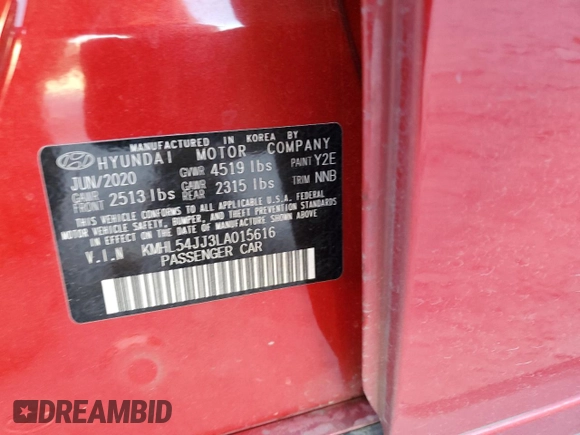 MANUFACTURED IN KOREA BY
HYUNDAI MOTOR COMPANY
JUN/2020 GVWR 4519 lbs PAINT Y2E
GAWR FRONT 2513 lbs GAWR REAR 2315 lbs TRIM NNB
THIS VEHICLE CONFORMS TO ALL APPLICABLE U.S.A. FEDERAL
MOTOR VEHICLE SAFETY, BUMPER, AND THEFT PREVENTION STANDARDS
IN EFFECT ON THE DATE OF MANUFACTURE SHOWN ABOVE.
V.I.N KMHL54JJ3LA015616
PASSENGER CAR
DREAMBID